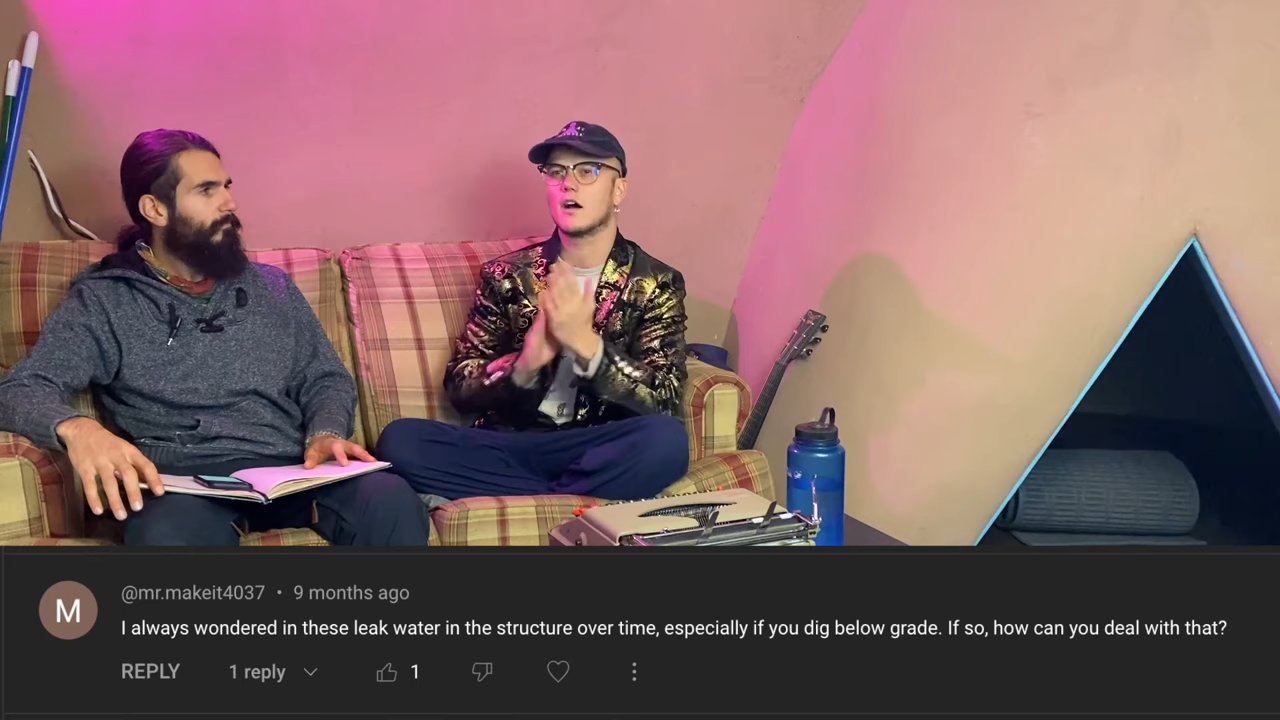 M
@mr.makeit4037 • 9 months ago
I always wondered in these leak water in the structure over time, especially if you dig below grade. If so, how can you deal with that?
REPLY
1 reply
1